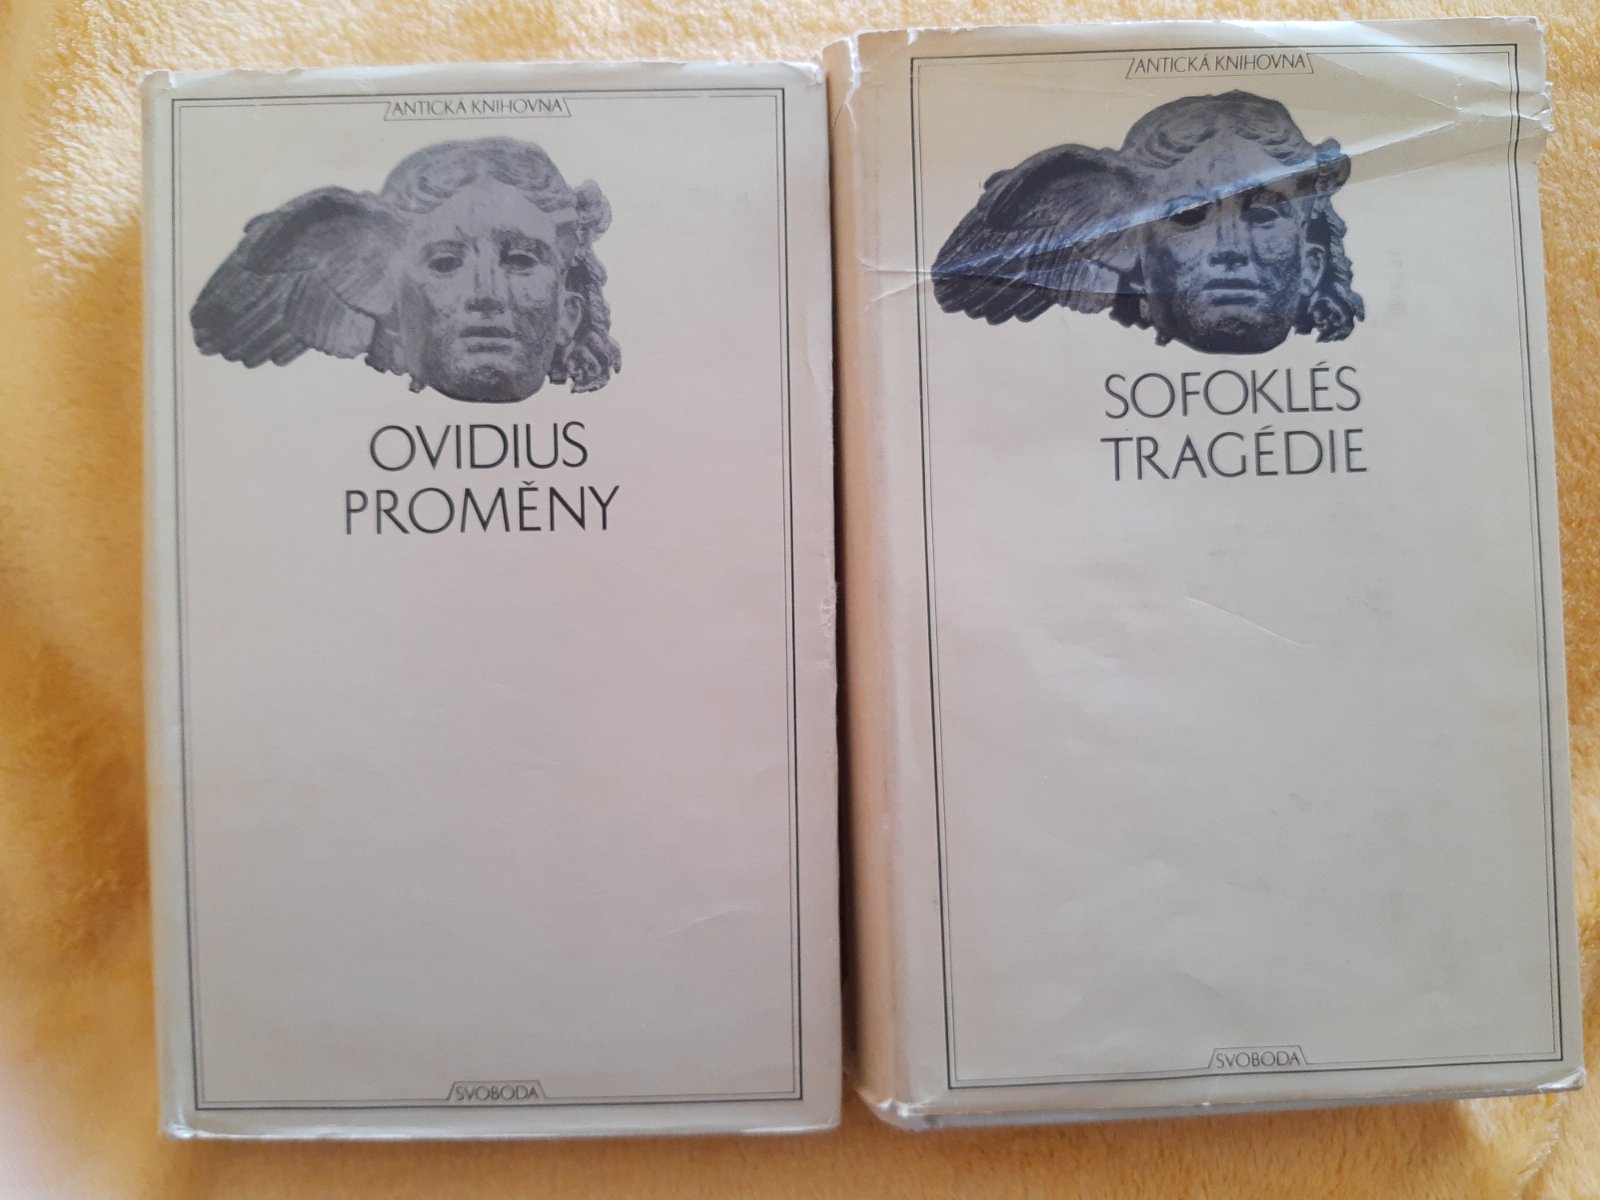 ANTICKÁ KNIHOVNA
OVIDIUS
PROMĚNY
SVOBODA
ANTICKÁ KNIHOVNA
SOFOKLÉS
TRAGÉDIE
SVOBODA